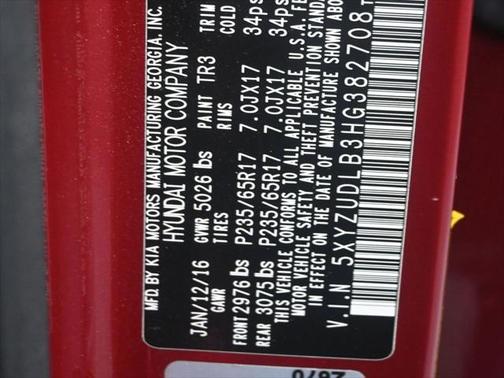 MFD. BY KIA MOTORS MANUFACTURING GEORGIA, INC.
HYUNDAI MOTOR COMPANY
JAN/12/16 GVWR 5026 lbs PAINT TR3 TRIM
GAWR RIMS COLD
FRONT 2976 lbs P235/65R17 7.0JX17 34ps
REAR 3075 lbs P235/65R17 7.0JX17 34ps
THIS VEHICLE CONFORMS TO ALL APPLICABLE U.S.A. FE
MOTOR VEHICLE SAFETY AND THEFT PREVENTION STAND
IN EFFECT ON THE DATE OF MANUFACTURE SHOWN ABOV
V.I.N 5XYZUDLB3HG382708 T
2670